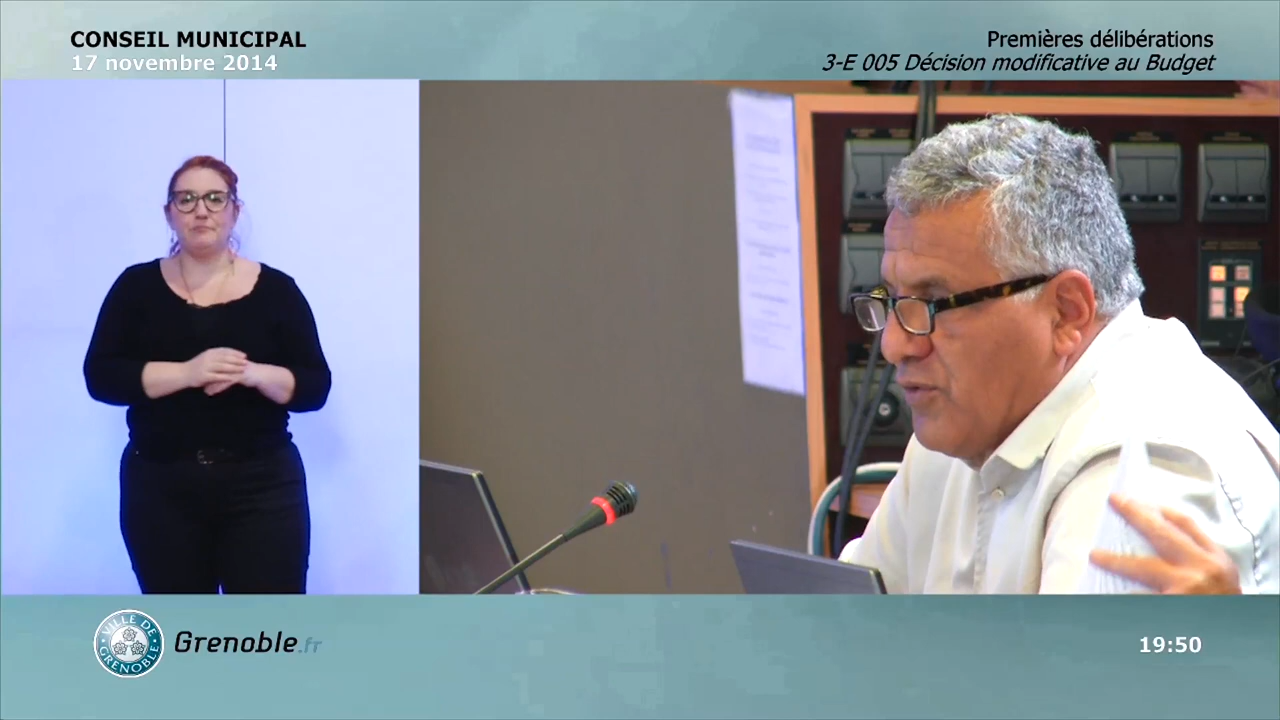 CONSEIL MUNICIPAL
17 novembre 2014
Premières délibérations
3-E 005 Décision modificative au Budget
VILLE DE GRENOBLE
Grenoble.fr
19:50